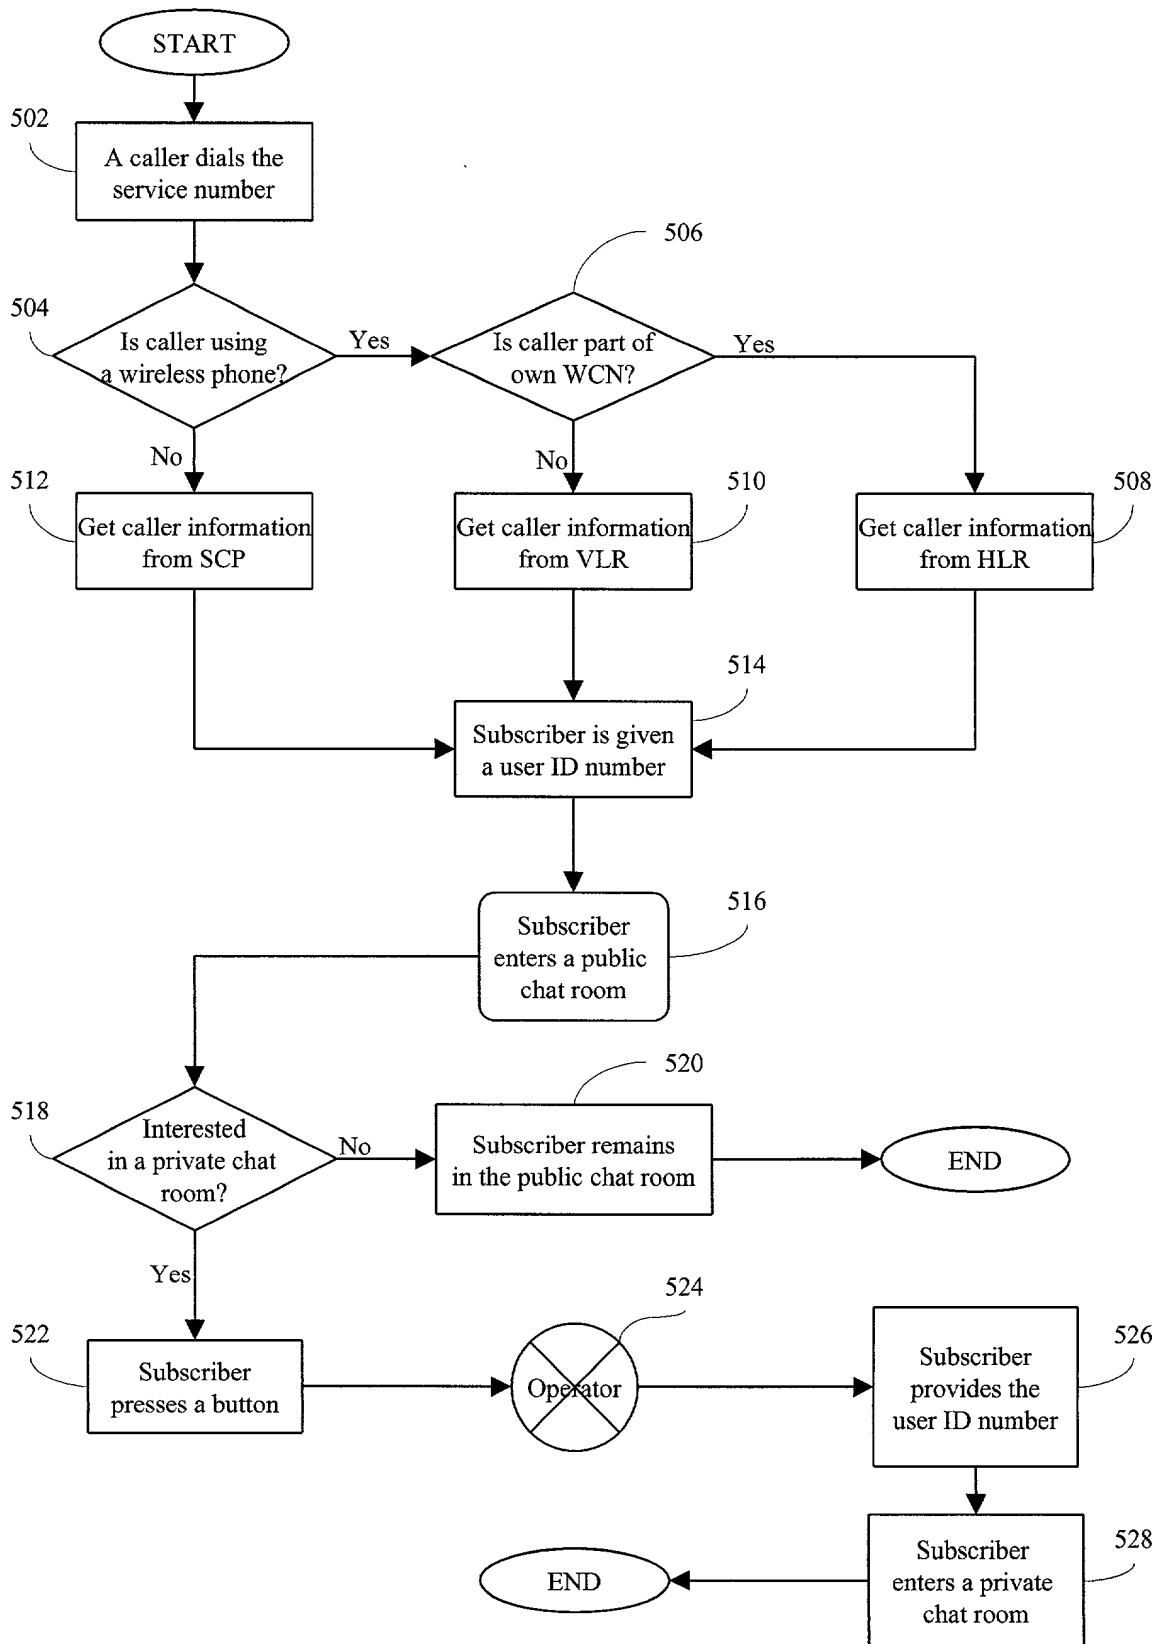 START
502
A caller dials the
service number
506
504
Is caller using
a wireless phone?
Yes
Is caller part of
own WCN?
Yes
No
No
512
Get caller information
from SCP
510
Get caller information
from VLR
508
Get caller information
from HLR
514
Subscriber is given
a user ID number
516
Subscriber
enters a public
chat room
520
518
Interested
in a private chat
room?
No
Subscriber remains
in the public chat room
END
Yes
524
522
Subscriber
presses a button
Operator
526
Subscriber
provides the
user ID number
528
Subscriber
enters a private
chat room
END